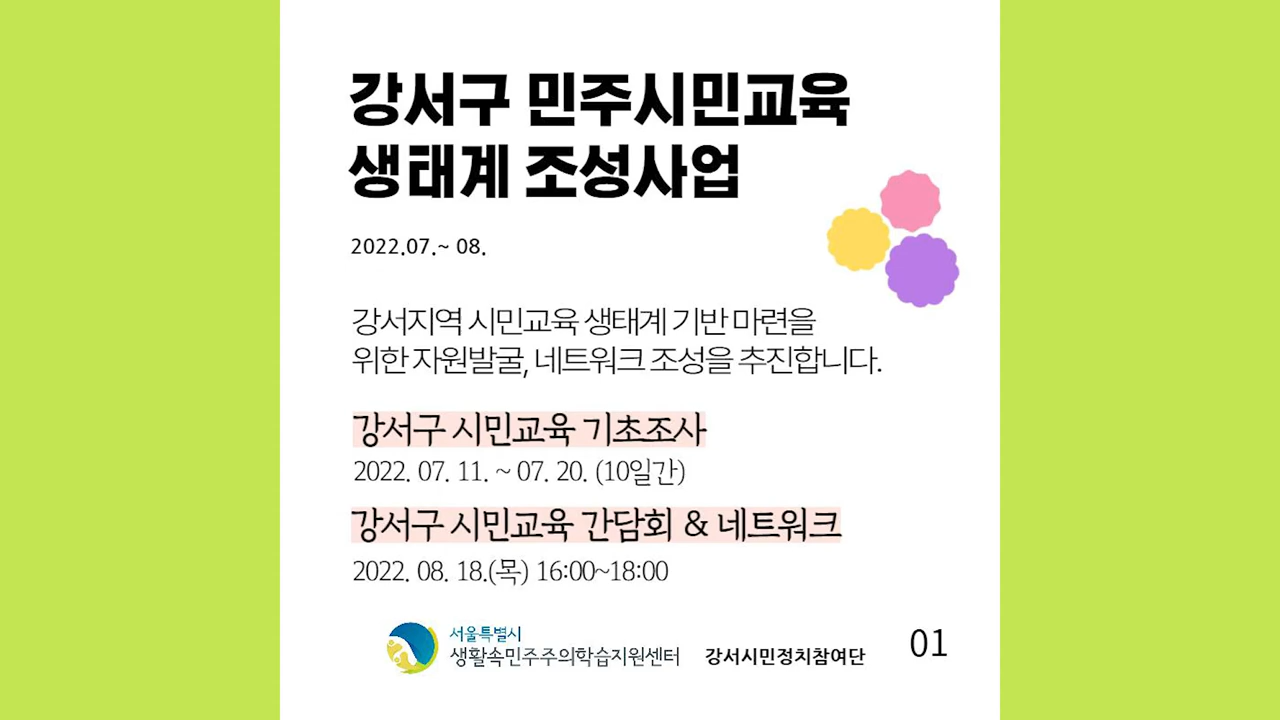 강서구 민주시민교육
생태계 조성사업
2022.07.~ 08.
강서지역 시민교육 생태계 기반 마련을
위한 자원발굴, 네트워크 조성을 추진합니다.
강서구 시민교육 기초조사
2022. 07. 11. ~ 07. 20. (10일간)
강서구 시민교육 간담회 & 네트워크
2022. 08. 18.(목) 16:00~18:00
서울특별시
생활속민주주의학습지원센터
강서시민정치참여단
01